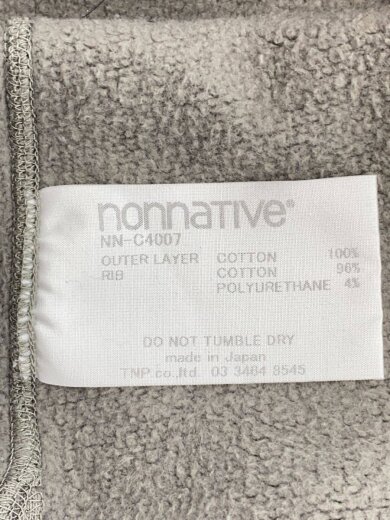 nonnative®
NN-C4007
OUTER LAYER COTTON 100%
RIB COTTON 96%
POLYURETHANE 4%
DO NOT TUMBLE DRY
made in Japan
TNP.co.,ltd. 03 3464 8545